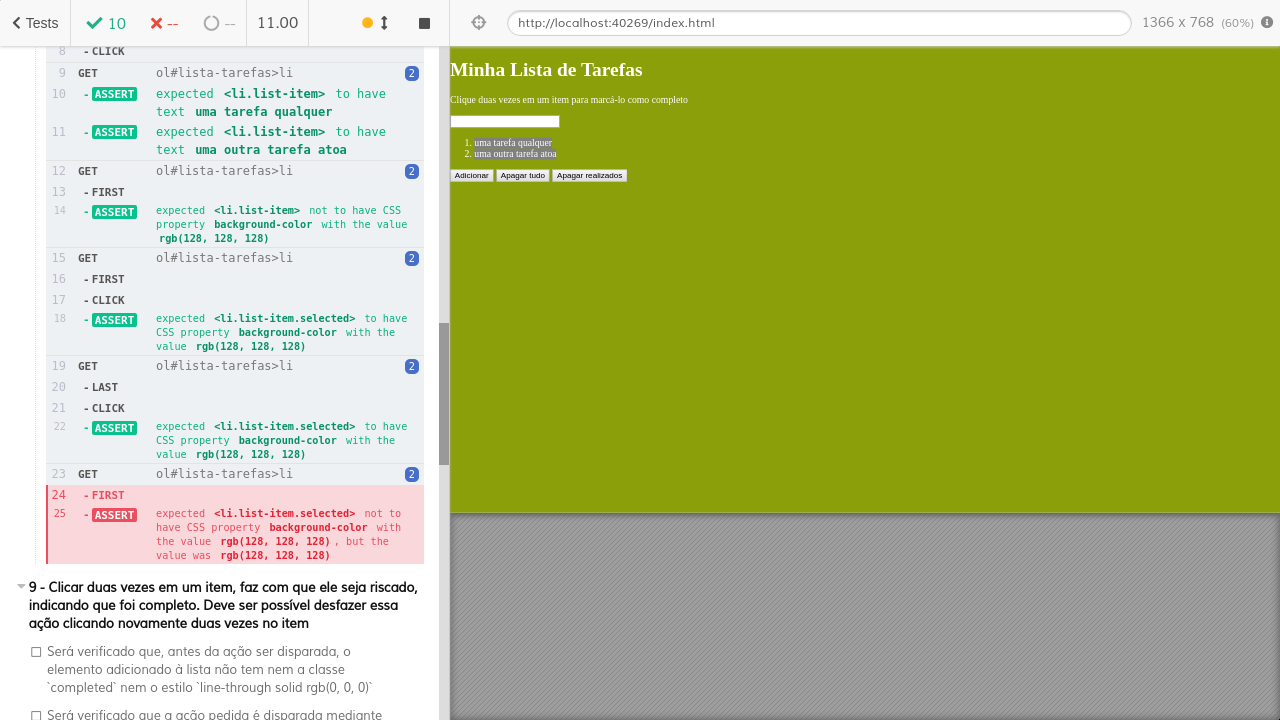 Tests
10
--
--
11.00
http://localhost:40269/index.html
1366 x 768 (60%)
8 - CLICK
9 GET ol#lista-tarefas>li 2
10 - ASSERT expected <li.list-item> to have
text uma tarefa qualquer
11 - ASSERT expected <li.list-item> to have
text uma outra tarefa atoa
12 GET ol#lista-tarefas>li 2
13 - FIRST
14 - ASSERT expected <li.list-item> not to have CSS
property background-color with the value
rgb(128, 128, 128)
15 GET ol#lista-tarefas>li 2
16 - FIRST
17 - CLICK
18 - ASSERT expected <li.list-item.selected> to have
CSS property background-color with the
value rgb(128, 128, 128)
19 GET ol#lista-tarefas>li 2
20 - LAST
21 - CLICK
22 - ASSERT expected <li.list-item.selected> to have
CSS property background-color with the
value rgb(128, 128, 128)
23 GET ol#lista-tarefas>li 2
24 - FIRST
25 - ASSERT expected <li.list-item.selected> not to
have CSS property background-color with
the value rgb(128, 128, 128), but the
value was rgb(128, 128, 128)
9 - Clicar duas vezes em um item, faz com que ele seja riscado,
indicando que foi completo. Deve ser possível desfazer essa
ação clicando novamente duas vezes no item
Será verificado que, antes da ação ser disparada, o
elemento adicionado à lista não tem nem a classe
`completed` nem o estilo `line-through solid rgb(0, 0, 0)`
Será verificado que a ação pedida é disparada mediante
Minha Lista de Tarefas
Clique duas vezes em um item para marcá-lo como completo
1. uma tarefa qualquer
2. uma outra tarefa atoa
Adicionar Apagar tudo Apagar realizados